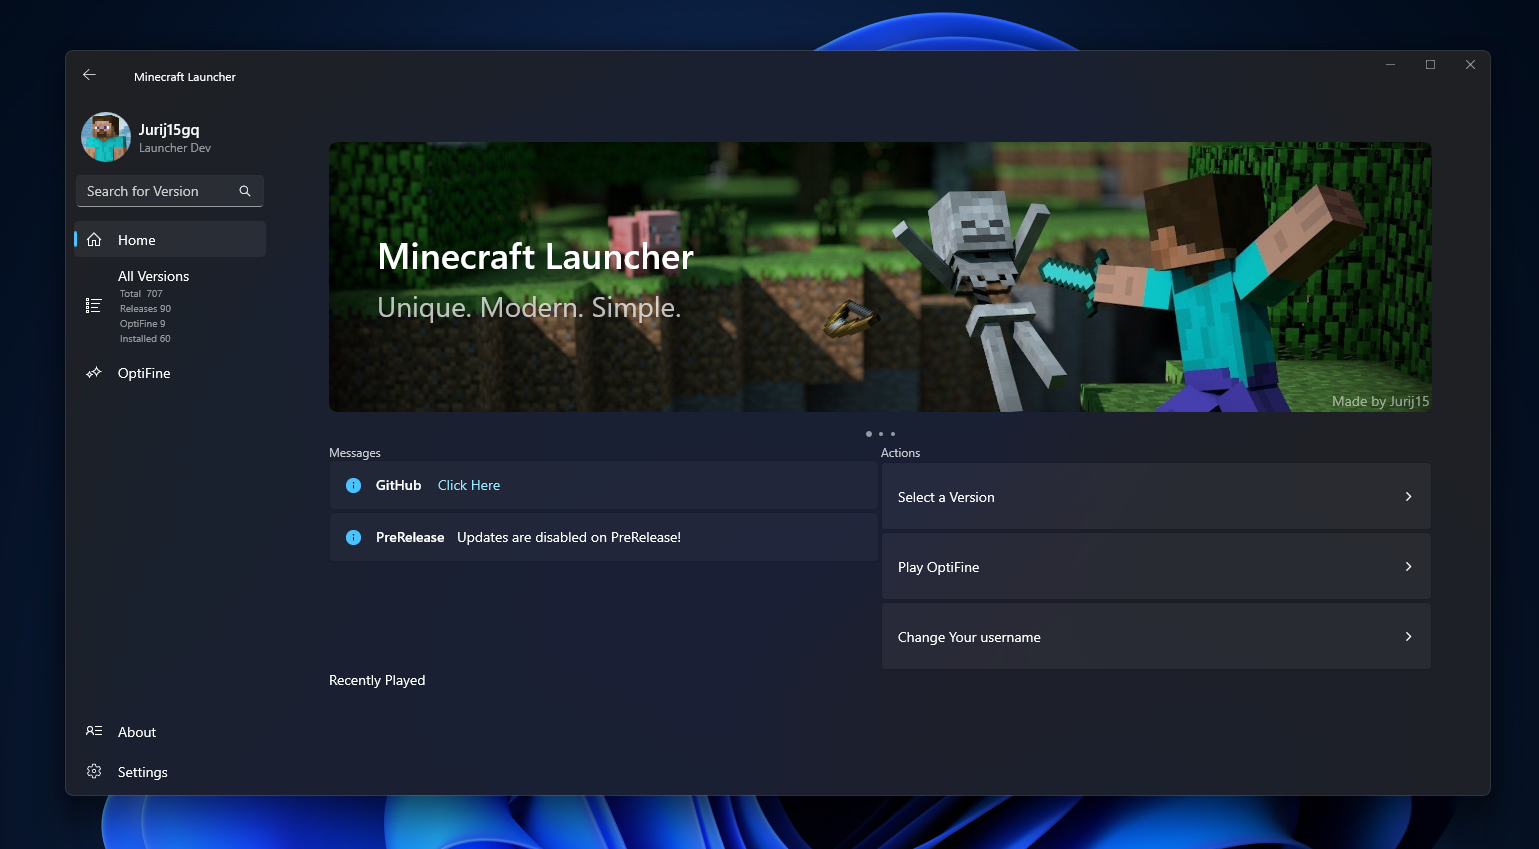 Minecraft Launcher
Jurij15gq
Launcher Dev
Search for Version
Home
All Versions
Total 707
Releases 90
OptiFine 9
Installed 60
OptiFine
About
Settings
Minecraft Launcher
Unique. Modern. Simple.
Made by Jurij15
Messages
GitHub Click Here
PreRelease Updates are disabled on PreRelease!
Actions
Select a Version
Play OptiFine
Change Your username
Recently Played